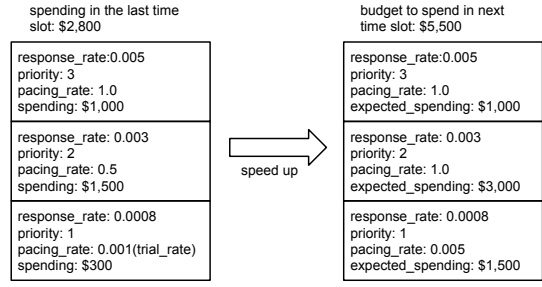 spending in the last time
slot: $2,800
response_rate:0.005
priority: 3
pacing_rate: 1.0
spending: $1,000
response_rate: 0.003
priority: 2
pacing_rate: 0.5
spending: $1,500
response_rate: 0.0008
priority: 1
pacing_rate: 0.001(trial_rate)
spending: $300
speed up
budget to spend in next
time slot: $5,500
response_rate:0.005
priority: 3
pacing_rate: 1.0
expected_spending: $1,000
response_rate: 0.003
priority: 2
pacing_rate: 1.0
expected_spending: $3,000
response_rate: 0.0008
priority: 1
pacing_rate: 0.005
expected_spending: $1,500